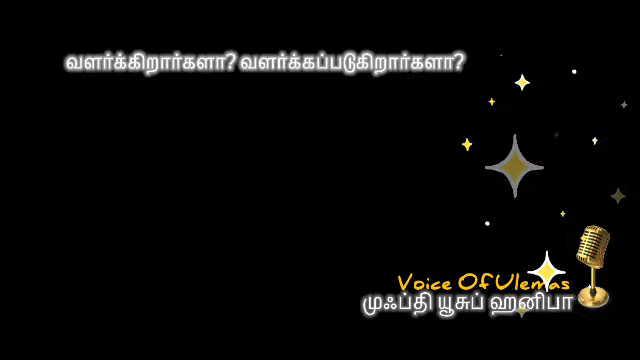 வளர்க்கிறார்களா? வளர்க்கப்படுகிறார்களா?
Voice Of Ulemas
முஃப்தி யூசுப் ஹனிபா